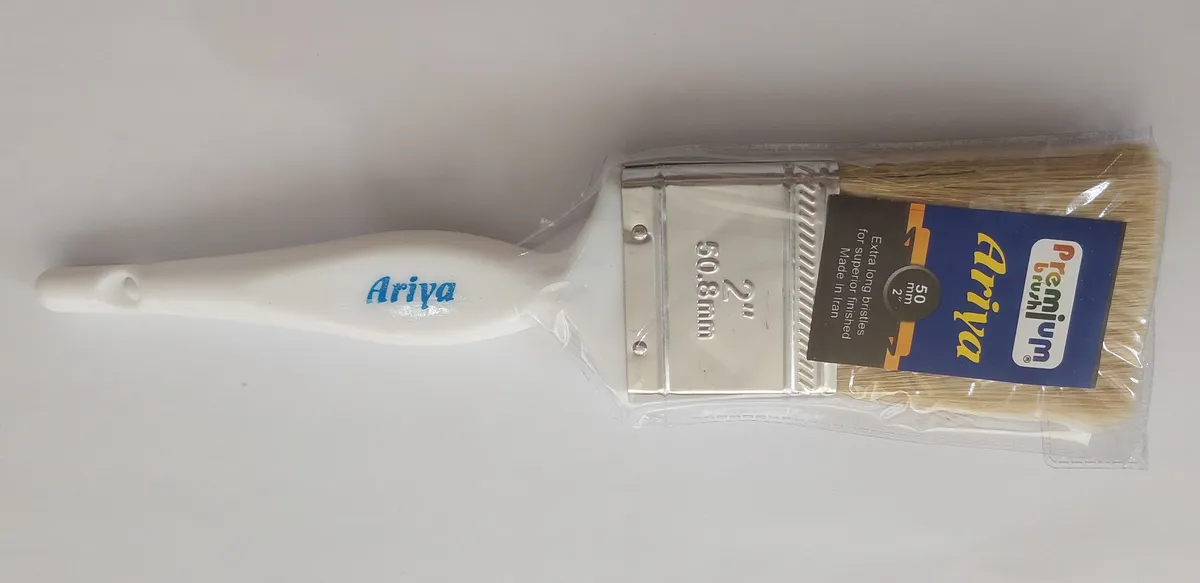 Ariya
2"
50.8mm
Premium
brush®
Ariya
50
mm
2"
Extra long bristles
for superior finished
Made in Iran